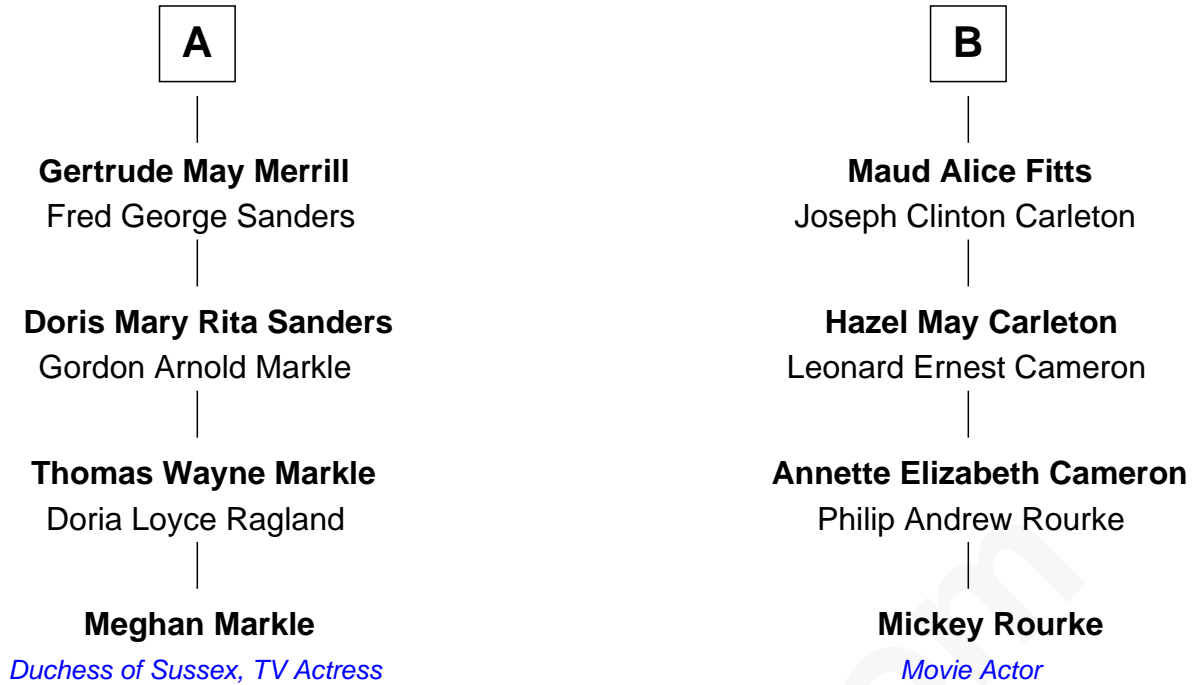 A
Gertrude May Merrill
Fred George Sanders
Doris Mary Rita Sanders
Gordon Arnold Markle
Thomas Wayne Markle
Doria Loyce Ragland
Meghan Markle
Duchess of Sussex, TV Actress
B
Maud Alice Fitts
Joseph Clinton Carleton
Hazel May Carleton
Leonard Ernest Cameron
Annette Elizabeth Cameron
Philip Andrew Rourke
Mickey Rourke
Movie Actor